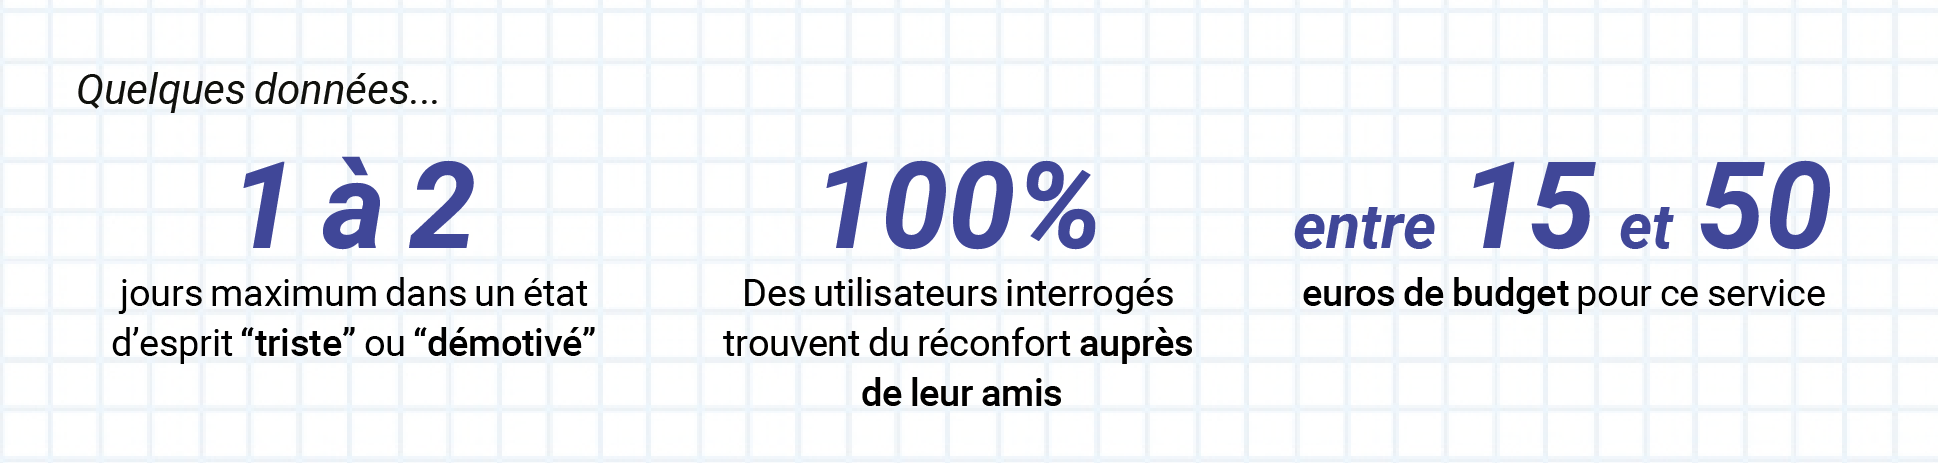 Quelques données...
1 à 2
jours maximum dans un état
d’esprit “triste” ou “démotivé”
100%
Des utilisateurs interrogés
trouvent du réconfort auprès
de leur amis
entre 15 et 50
euros de budget pour ce service